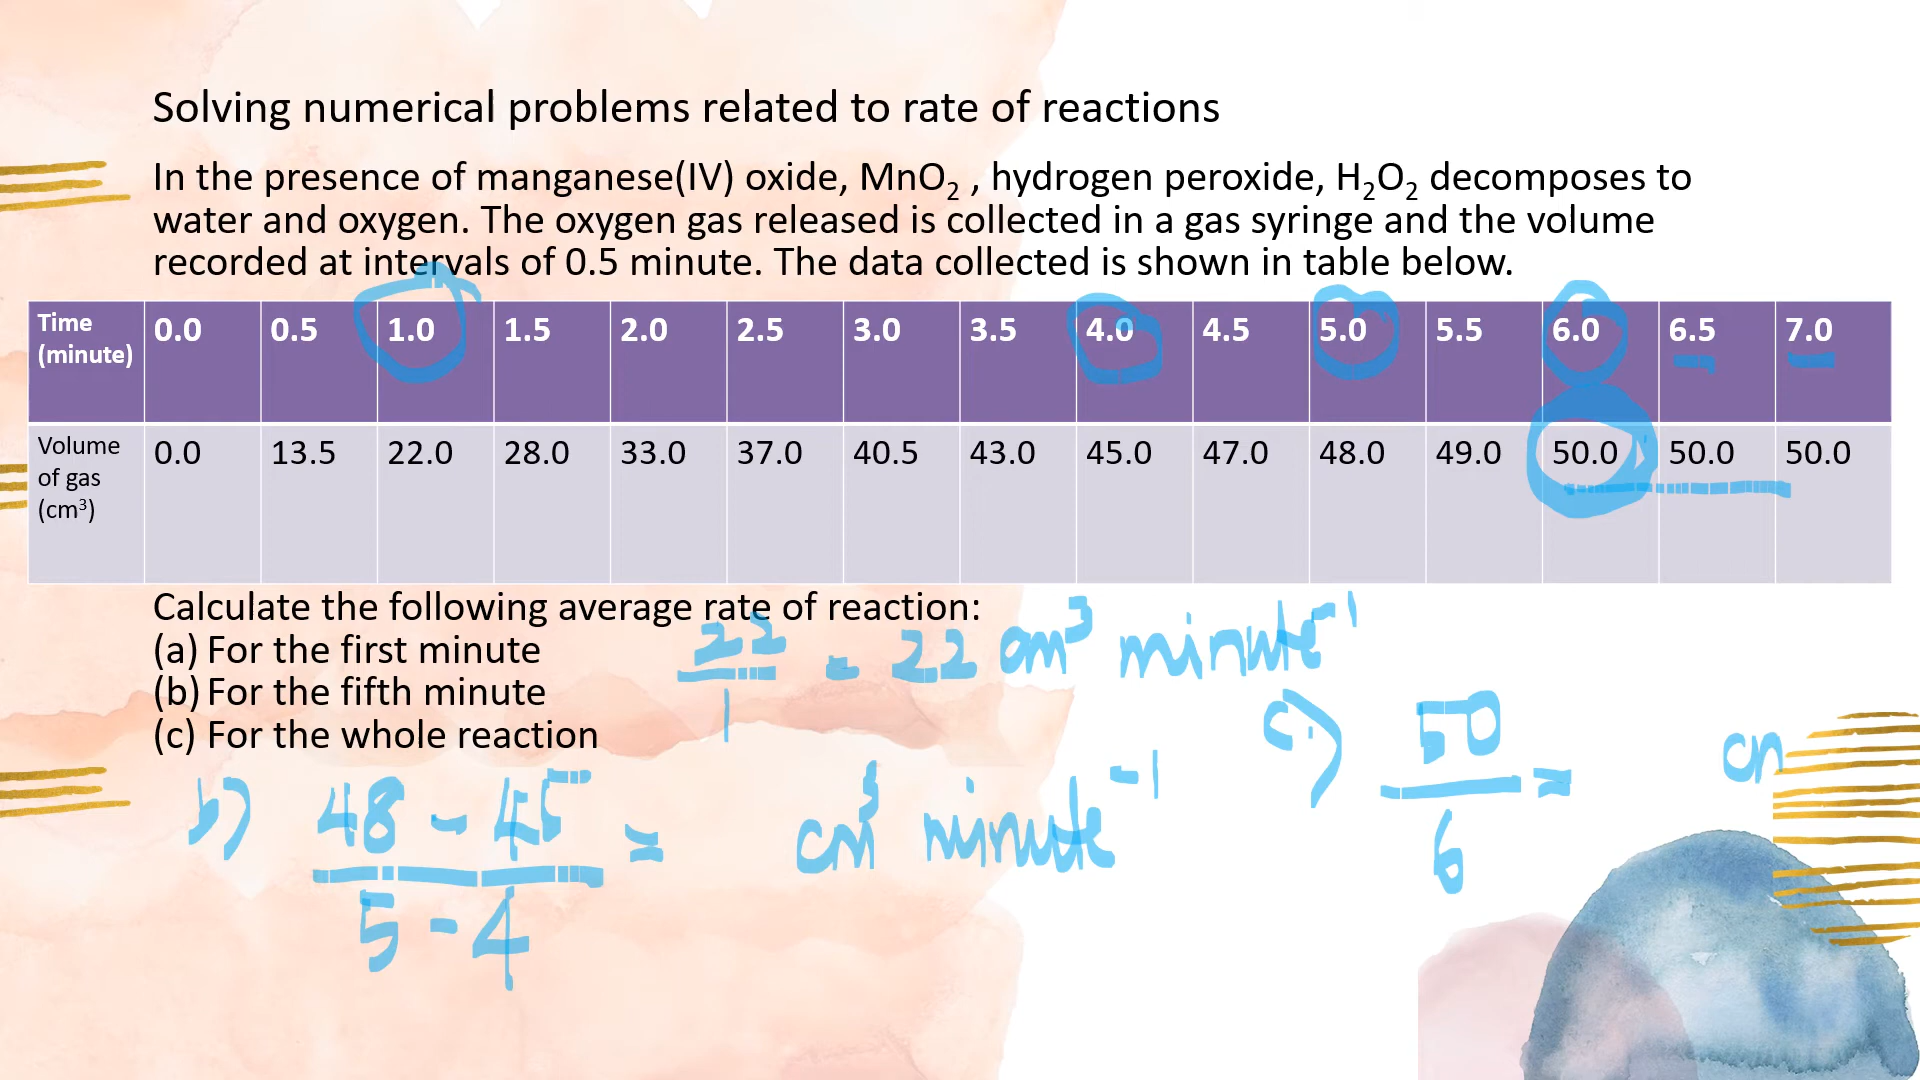 Solving numerical problems related to rate of reactions
In the presence of manganese(IV) oxide, MnO₂ , hydrogen peroxide, H₂O₂ decomposes to
water and oxygen. The oxygen gas released is collected in a gas syringe and the volume
recorded at intervals of 0.5 minute. The data collected is shown in table below.
Time (minute) 0.0 0.5 1.0 1.5 2.0 2.5 3.0 3.5 4.0 4.5 5.0 5.5 6.0 6.5 7.0
Volume of gas (cm³) 0.0 13.5 22.0 28.0 33.0 37.0 40.5 43.0 45.0 47.0 48.0 49.0 50.0 50.0 50.0
Calculate the following average rate of reaction:
(a) For the first minute
(b) For the fifth minute
(c) For the whole reaction
22/1 = 22 cm³ minute⁻¹
b) 48 - 45 / 5 - 4 = cm³ minute⁻¹
c) 50/6 = cm